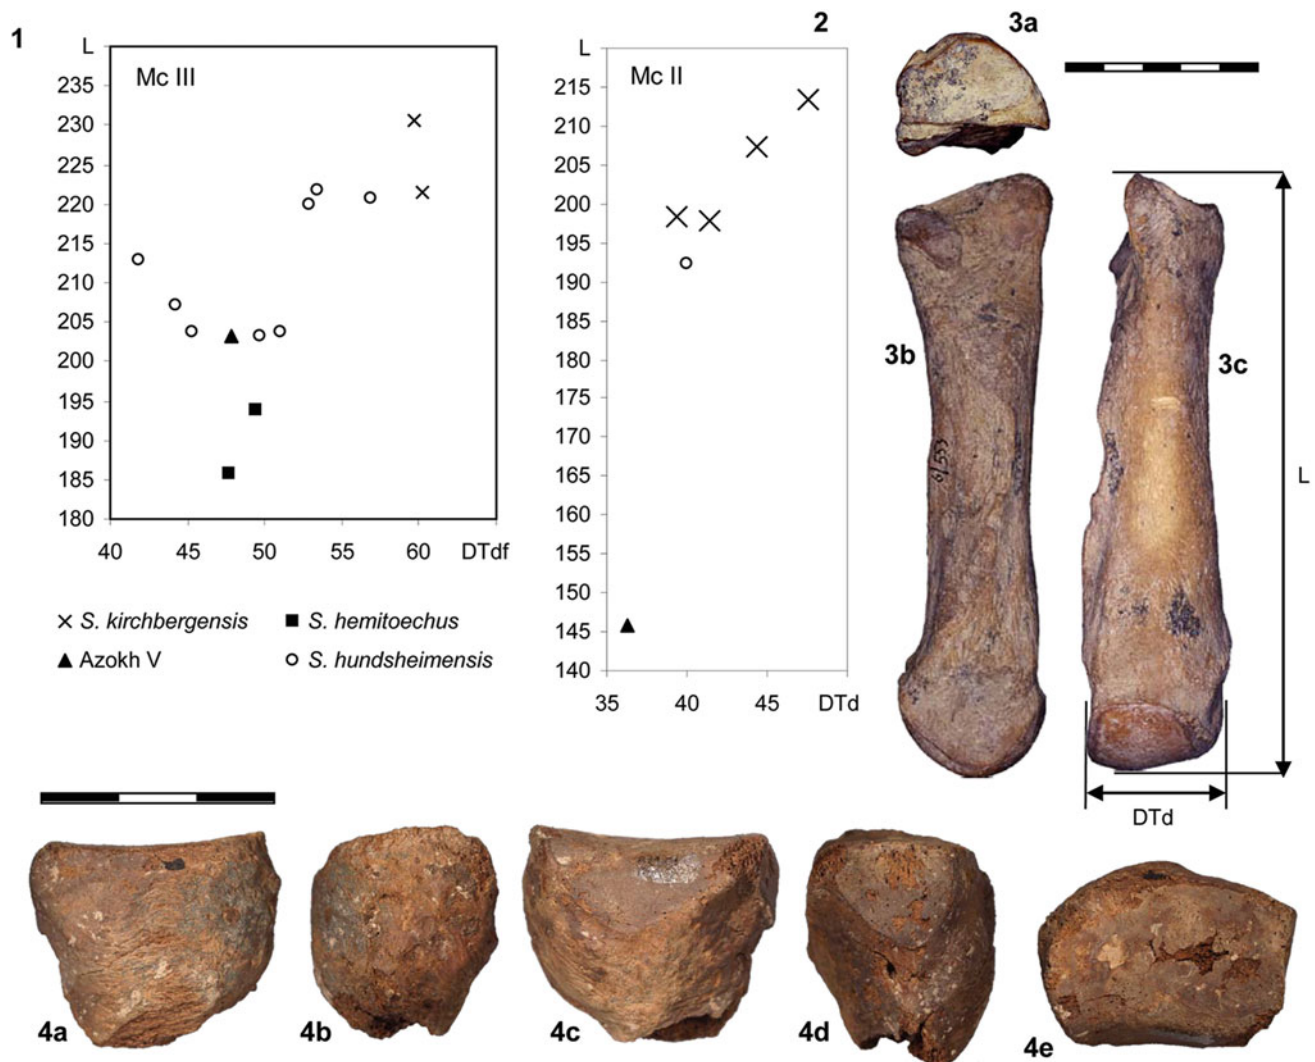 1
L
Mc III
235
230
225
220
215
210
205
200
195
190
185
180
40 45 50 55 60 DTdf
× S. kirchbergensis ■ S. hemitoechus
▲ Azokh V ○ S. hundsheimensis
2
L
Mc II
215
210
205
200
195
190
185
180
175
170
165
160
155
150
145
140
35 40 45 DTd
3a
3b
3c
6/553
L
DTd
4a
4b
4c
4d
4e